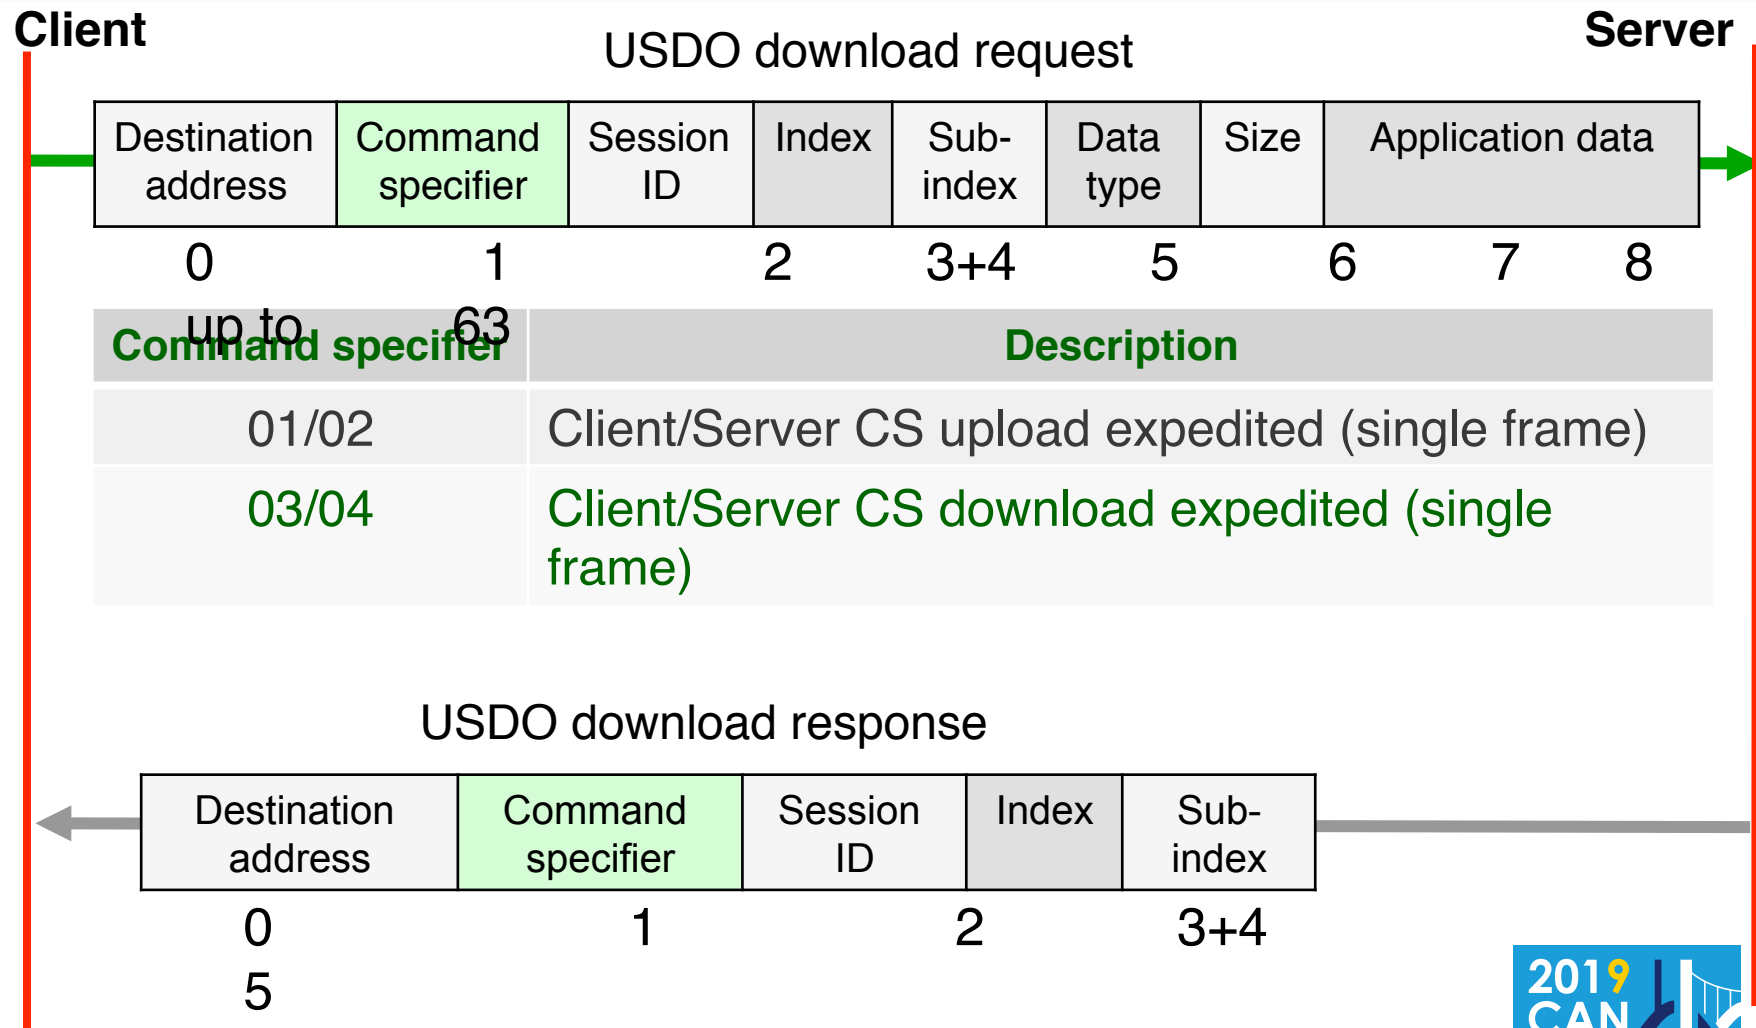 Client
Server
USDO download request
Destination address
Command specifier
Session ID
Index
Sub-index
Data type
Size
Application data
0 1 2 3+4 5 6 7 8
up to 63
Command specifier
Description
01/02
Client/Server CS upload expedited (single frame)
03/04
Client/Server CS download expedited (single
frame)
USDO download response
Destination address
Command specifier
Session ID
Index
Sub-index
0 1 2 3+4
5
2019
CAN